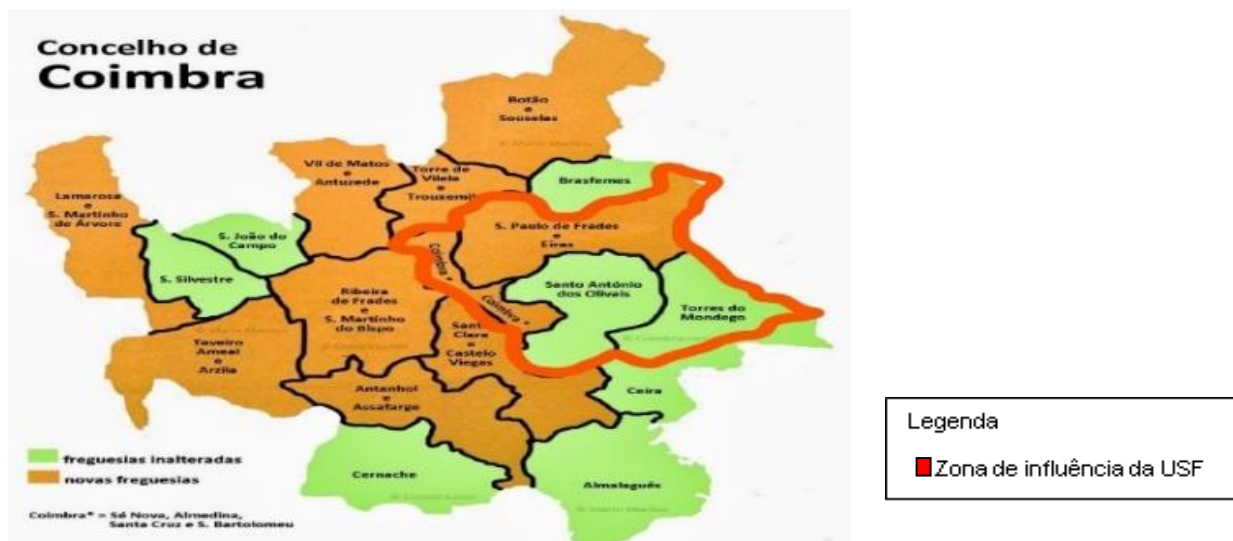 Concelho de
Coimbra
Botão
e
Souselas
Vil de Matos
e
Antuzede
Torre de
Vilela
e
Trouxemil
Brasfemes
Lamarosa
e
S. Martinho
de Árvore
S. João do
Campo
S. Silvestre
S. Paulo de Frades
e
Eiras
Coimbra *
Coimbra *
Santo António
dos Olivais
Torres do
Mondego
Ribeira
de Frades
e
S. Martinho
do Bispo
Santa
Clara
e
Castelo
Viegas
Taveiro
Ameal
e
Arzila
Antanhol
e
Assafarge
Ceira
Cernache
Almalaguês
freguesias inalteradas
novas freguesias
Coimbra* = Sé Nova, Almedina,
Santa Cruz e S. Bartolomeu
Legenda
Zona de influência da USF